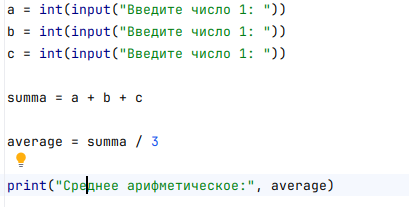 a = int(input("Введите число 1: "))
b = int(input("Введите число 1: "))
c = int(input("Введите число 1: "))
summa = a + b + c
average = summa / 3
print("Среднее арифметическое:", average)